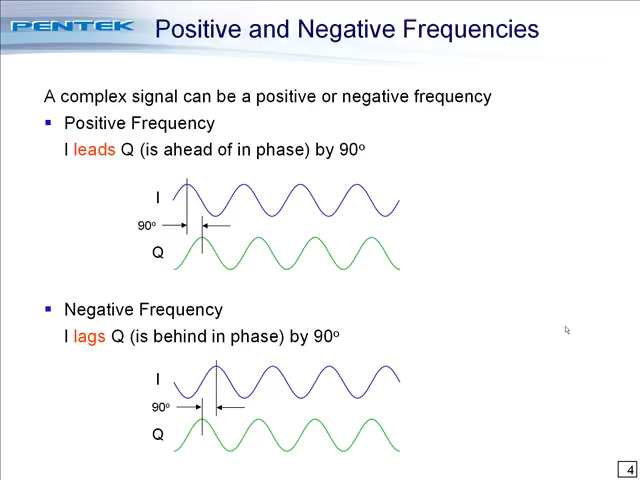 PENTEK
Positive and Negative Frequencies
A complex signal can be a positive or negative frequency
▪ Positive Frequency
I leads Q (is ahead of in phase) by 90º
I
90º
Q
▪ Negative Frequency
I lags Q (is behind in phase) by 90º
I
90º
Q
4